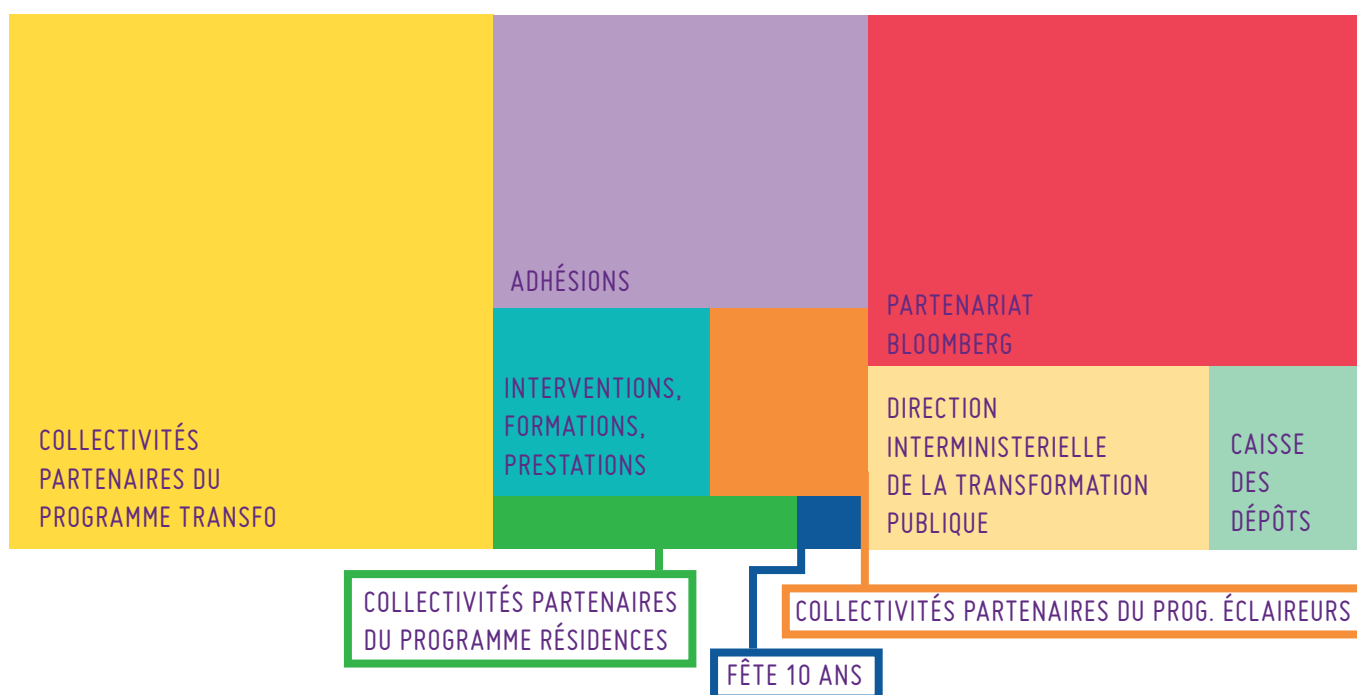 COLLECTIVITÉS
PARTENAIRES DU
PROGRAMME TRANSFO
ADHÉSIONS
INTERVENTIONS,
FORMATIONS,
PRESTATIONS
PARTENARIAT
BLOOMBERG
DIRECTION
INTERMINISTERIELLE
DE LA TRANSFORMATION
PUBLIQUE
CAISSE
DES
DÉPÔTS
COLLECTIVITÉS PARTENAIRES
DU PROGRAMME RÉSIDENCES
FÊTE 10 ANS
COLLECTIVITÉS PARTENAIRES DU PROG. ÉCLAIREURS